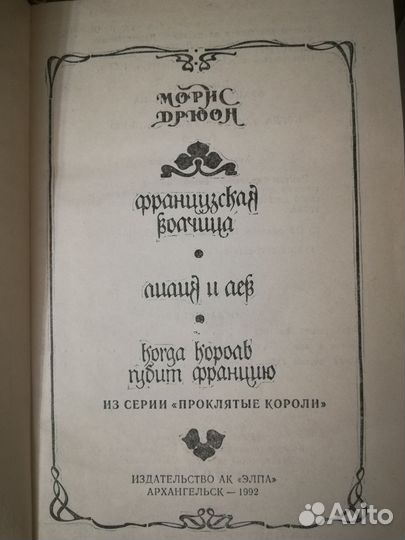 МОРИС
ДРЮОН
французская
волчица
лилия и лев
когда король
губит францию
ИЗ СЕРИИ «ПРОКЛЯТЫЕ КОРОЛИ»
ИЗДАТЕЛЬСТВО АК «ЭЛПА»
АРХАНГЕЛЬСК — 1992
Avito